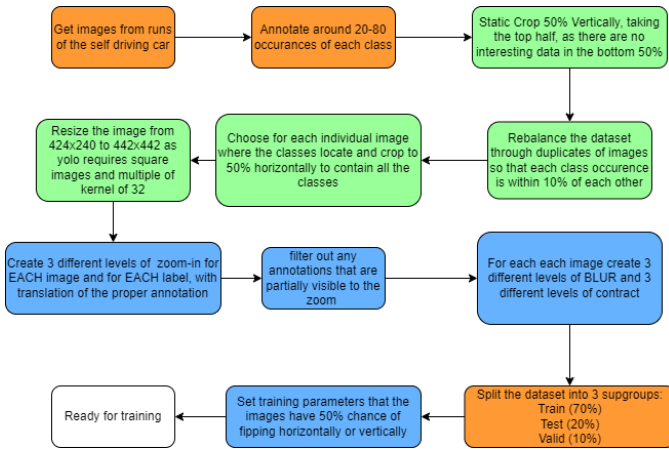 Get images from runs
of the self driving car
Annotate around 20-80
occurances of each class
Static Crop 50% Vertically, taking
the top half, as there are no
interesting data in the bottom 50%
Rebalance the dataset
through duplicates of images
so that each class occurence
is within 10% of each other
Choose for each individual image
where the classes locate and crop to
50% horizontally to contain all the
classes
Resize the image from
424x240 to 442x442 as
yolo requires square
images and multiple of
kernel of 32
Create 3 different levels of zoom-in for
EACH image and for EACH label, with
translation of the proper annotation
filter out any
annotations that are
partially visible to the
zoom
For each each image create 3
different levels of BLUR and 3
different levels of contract
Split the dataset into 3 supgroups:
Train (70%)
Test (20%)
Valid (10%)
Set training parameters that the
images have 50% chance of
fipping horizontally or vertically
Ready for training